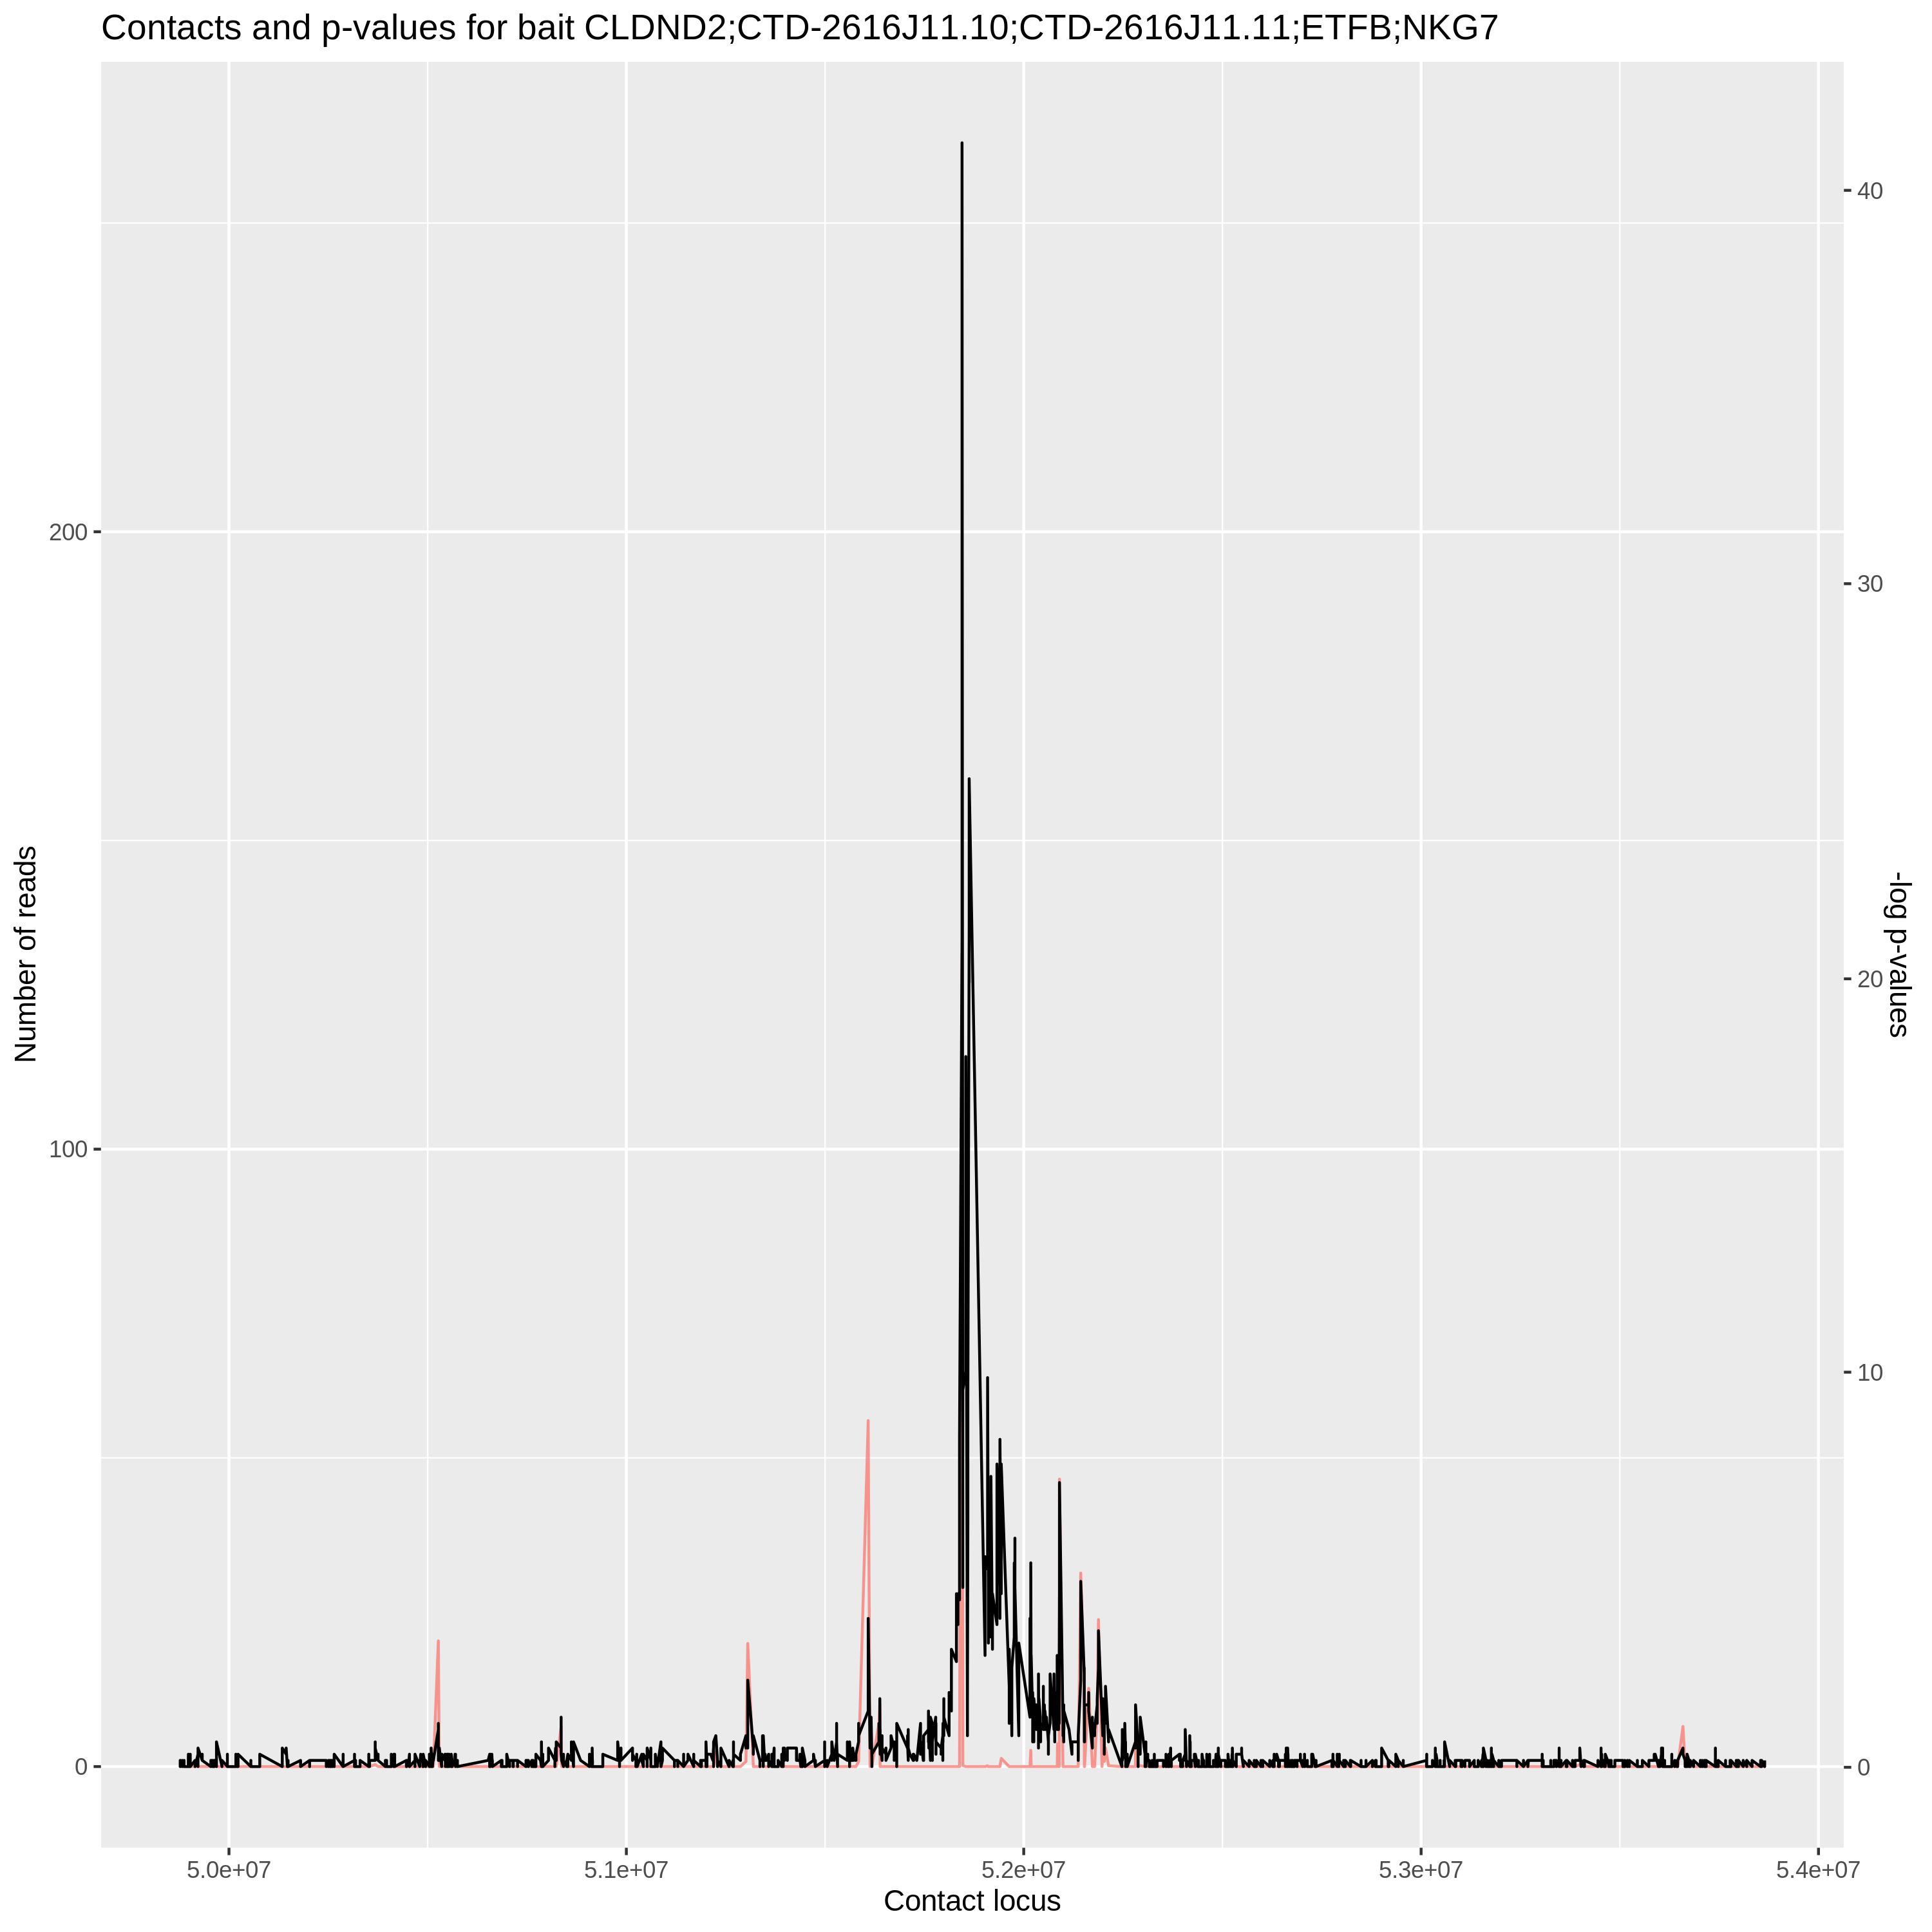 Contacts and p-values for bait CLDND2;CTD-2616J11.10;CTD-2616J11.11;ETFB;NKG7
40
200
30
Number of reads
-log p-values
20
100
10
0
0
5.0e+07
5.1e+07
5.2e+07
5.3e+07
5.4e+07
Contact locus